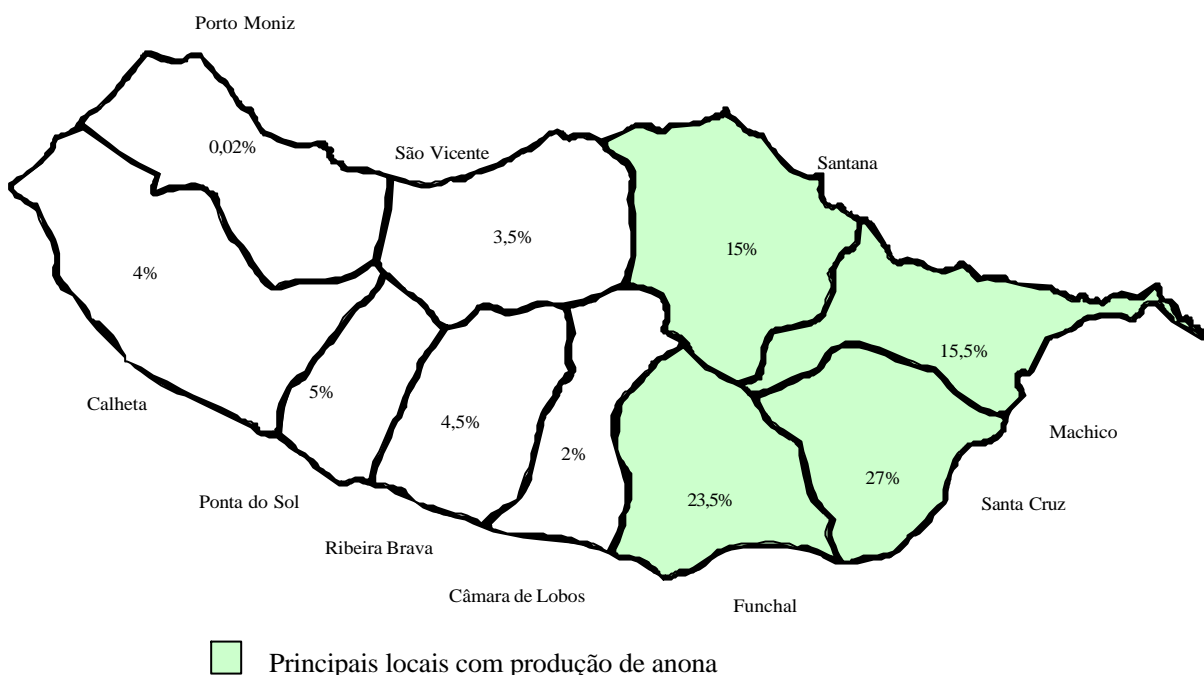 Porto Moniz
0,02%
São Vicente
Santana
3,5%
15%
4%
15,5%
Calheta
5%
4,5%
2%
Machico
27%
23,5%
Ponta do Sol
Santa Cruz
Ribeira Brava
Câmara de Lobos
Funchal
Principais locais com produção de anona